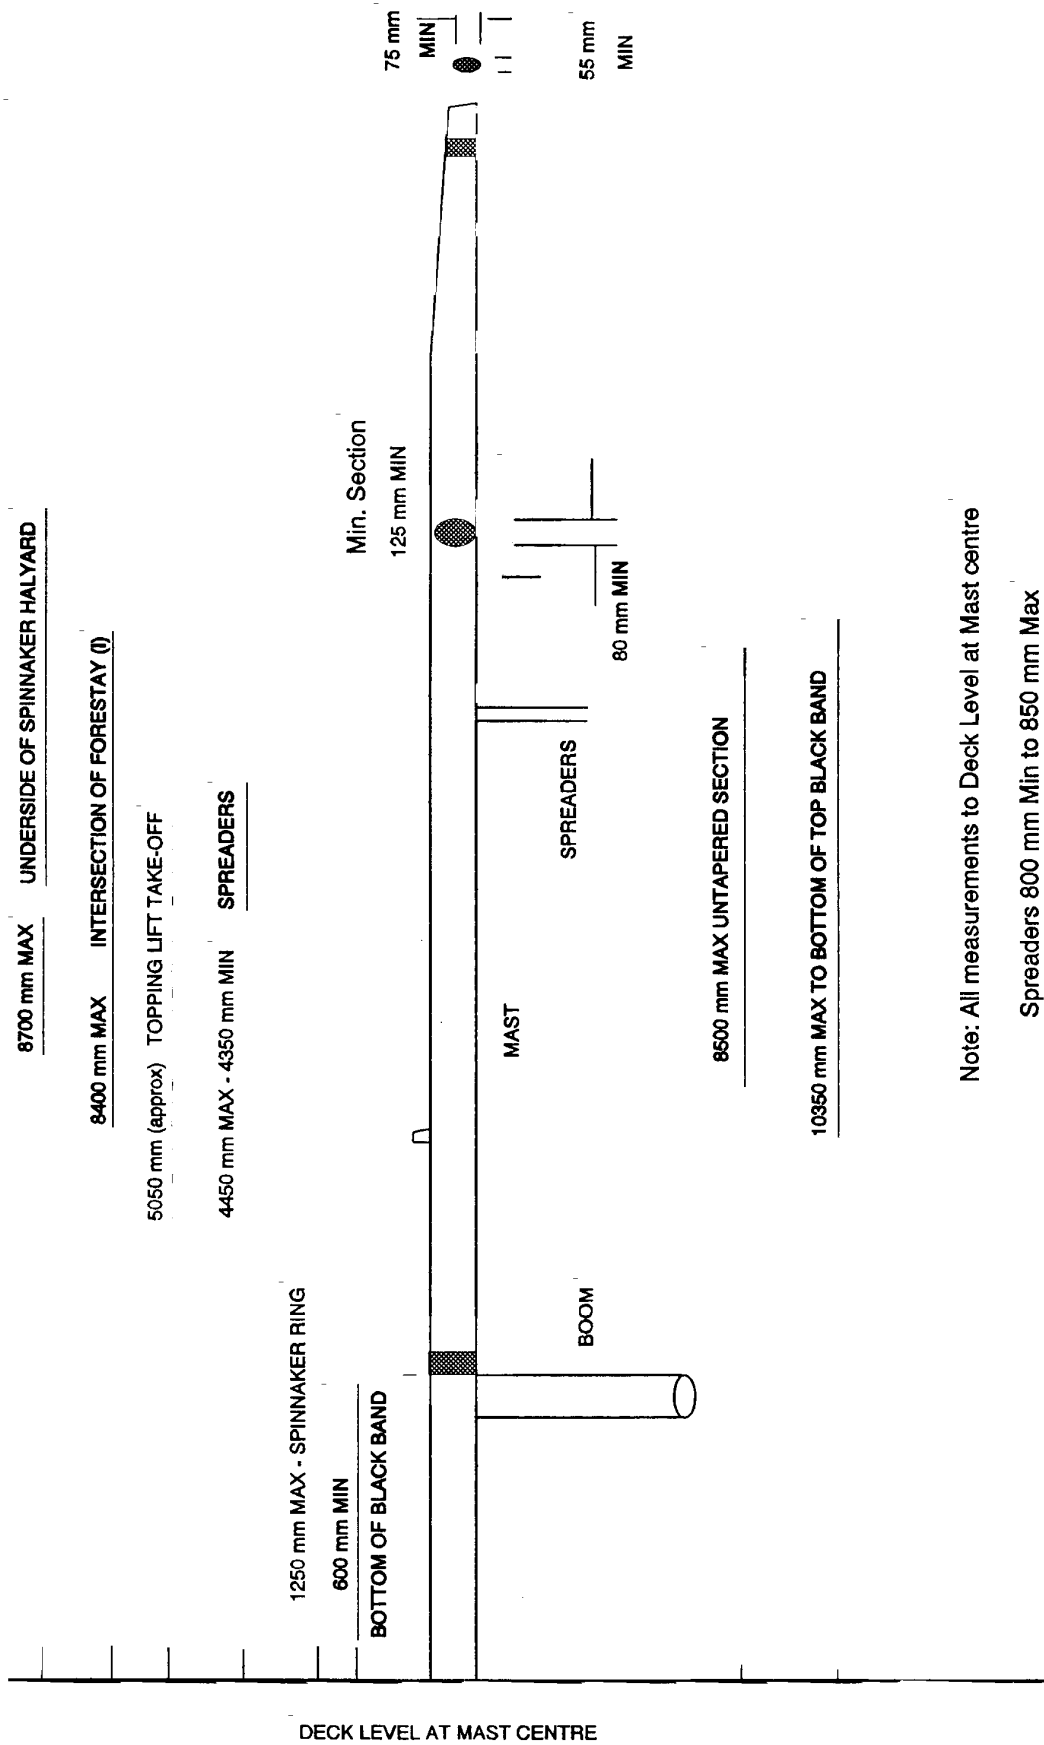 8700 mm MAX UNDERSIDE OF SPINNAKER HALYARD
8400 mm MAX INTERSECTION OF FORESTAY (I)
5050 mm (approx) TOPPING LIFT TAKE-OFF
4450 mm MAX - 4350 mm MIN SPREADERS
1250 mm MAX - SPINNAKER RING
600 mm MIN
BOTTOM OF BLACK BAND
Min. Section
125 mm MIN
75 mm
MIN
MAST
SPREADERS
BOOM
55 mm
MIN
80 mm MIN
8500 mm MAX UNTAPERED SECTION
10350 mm MAX TO BOTTOM OF TOP BLACK BAND
Note: All measurements to Deck Level at Mast centre
Spreaders 800 mm Min to 850 mm Max
DECK LEVEL AT MAST CENTRE